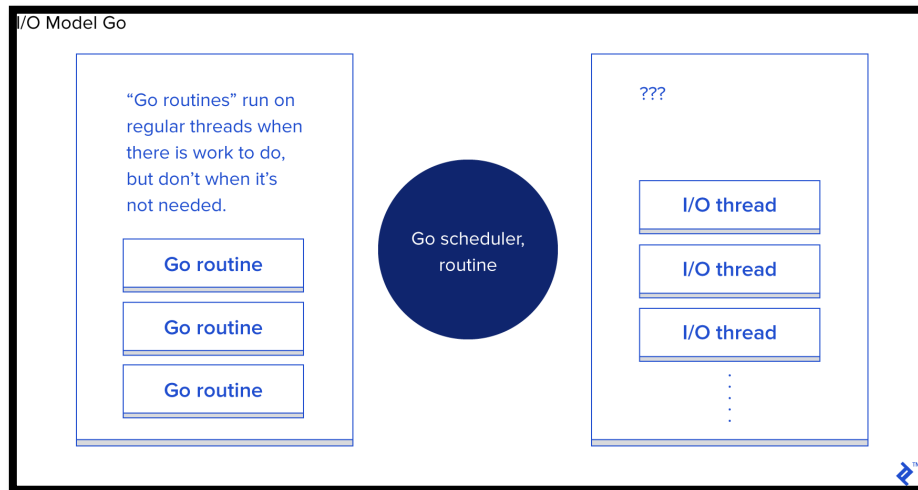 I/O Model Go
“Go routines” run on
regular threads when
there is work to do,
but don’t when it’s
not needed.
Go routine
Go routine
Go routine
Go scheduler,
routine
???
I/O thread
I/O thread
I/O thread
TM